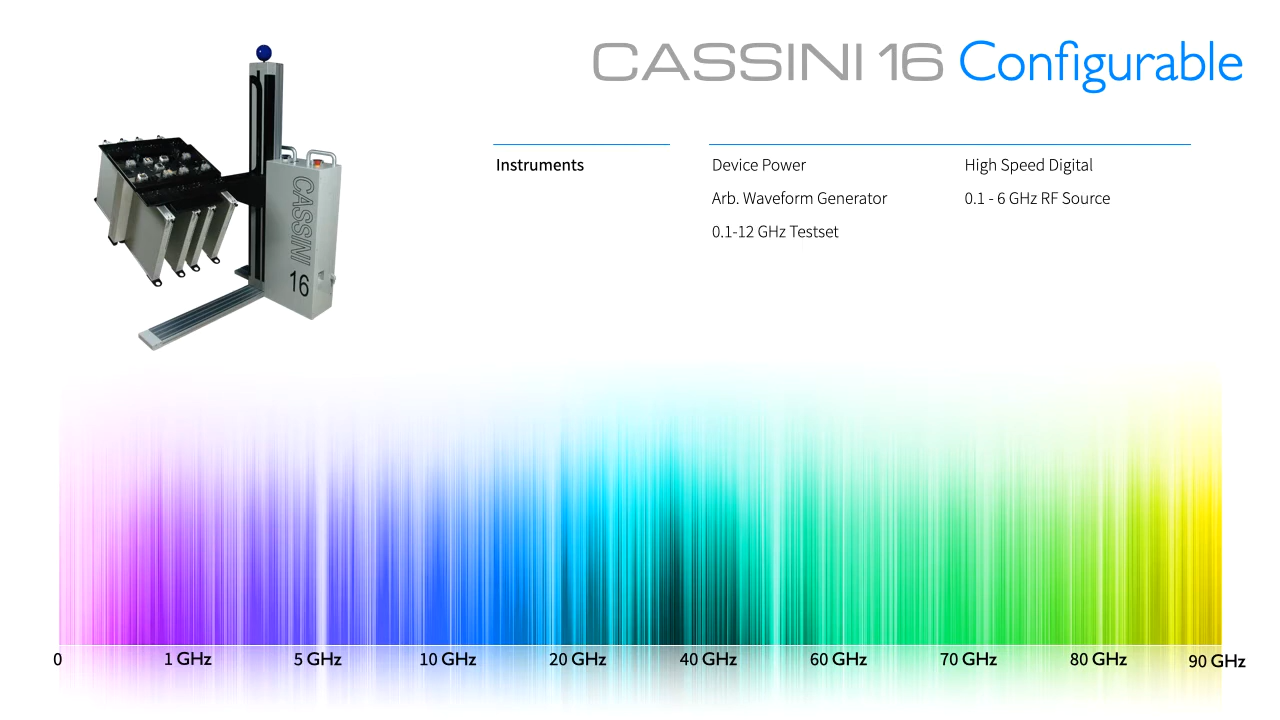 CASSINI 16 Configurable
CASSINI
16
Instruments
Device Power
High Speed Digital
Arb. Waveform Generator
0.1 - 6 GHz RF Source
0.1-12 GHz Testset
0 1 GHz 5 GHz 10 GHz 20 GHz 40 GHz 60 GHz 70 GHz 80 GHz 90 GHz